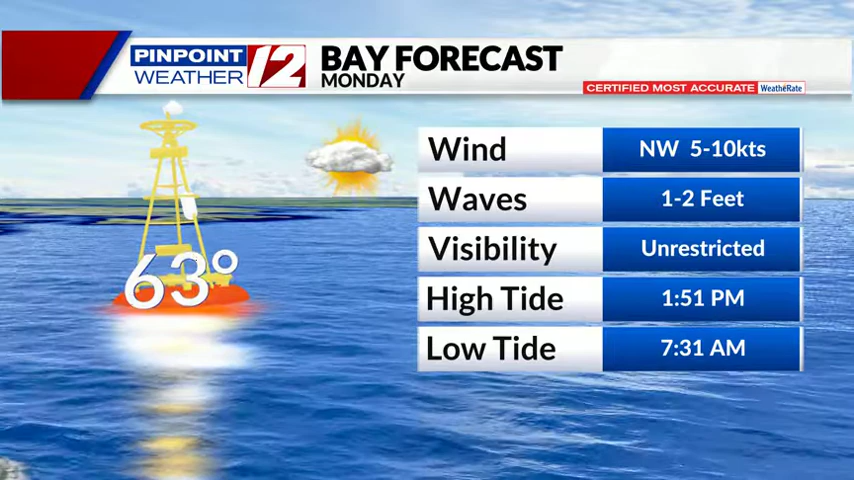 PINPOINT
WEATHER 12
BAY FORECAST
MONDAY
CERTIFIED MOST ACCURATE WeatheRate
Wind NW 5-10kts
Waves 1-2 Feet
Visibility Unrestricted
High Tide 1:51 PM
Low Tide 7:31 AM
63°